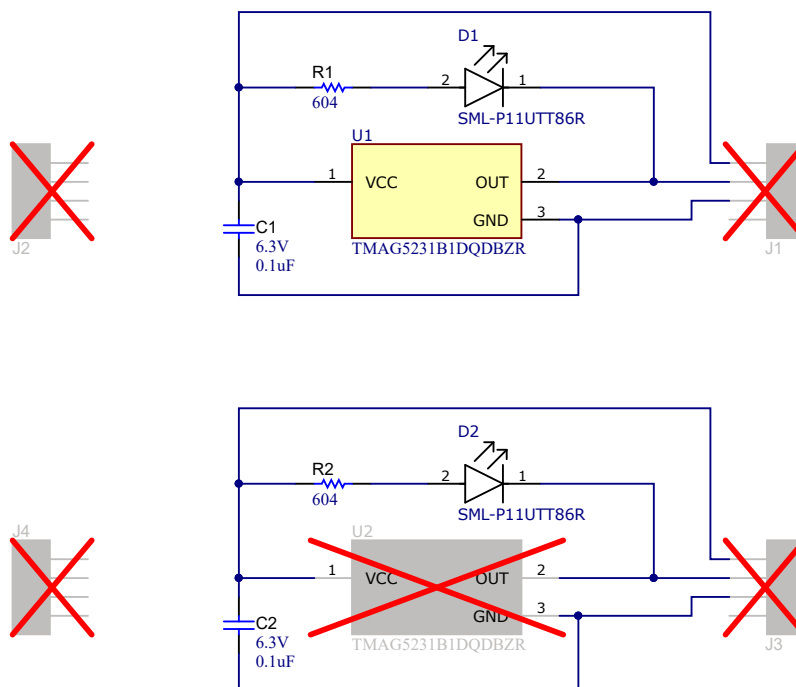 D1
R1
2
1
604
SML-P11UTT86R
U1
1
VCC
OUT
2
GND
3
C1
6.3V
0.1uF
TMAG5231B1DQDBZR
J2
J1
D2
R2
2
1
604
SML-P11UTT86R
J4
U2
1
VCC
OUT
2
GND
3
C2
6.3V
0.1uF
TMAG5231B1DQDBZR
J3